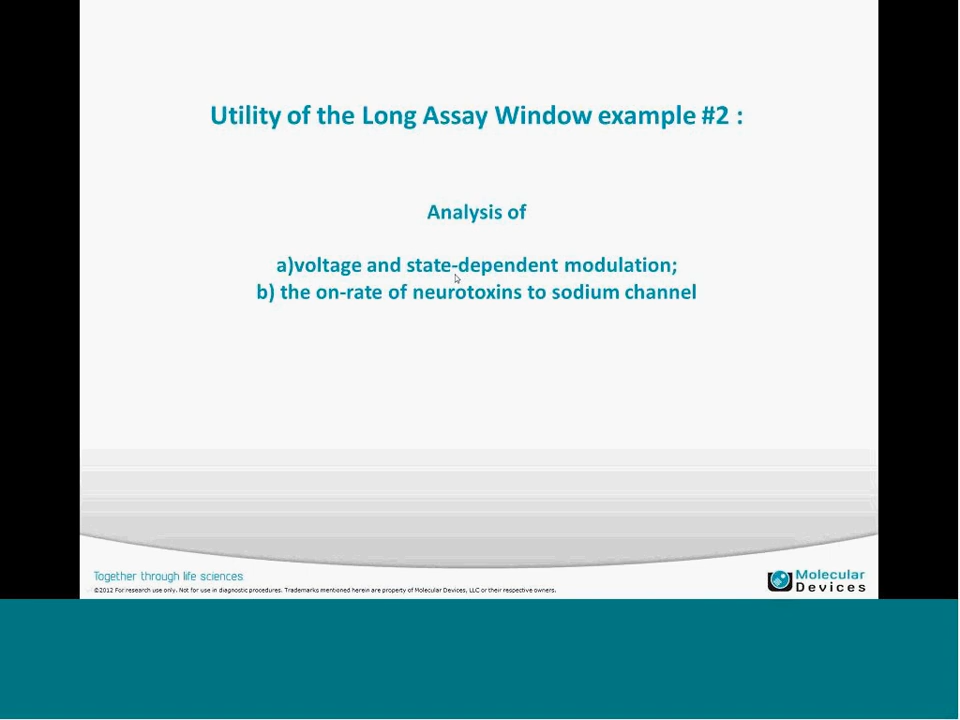 Utility of the Long Assay Window example #2 :
Analysis of
a)voltage and state-dependent modulation;
b) the on-rate of neurotoxins to sodium channel
Together through life sciences
©2012 For research use only. Not for use in diagnostic procedures. Trademarks mentioned herein are property of Molecular Devices, LLC or their respective owners.
Molecular
Devices